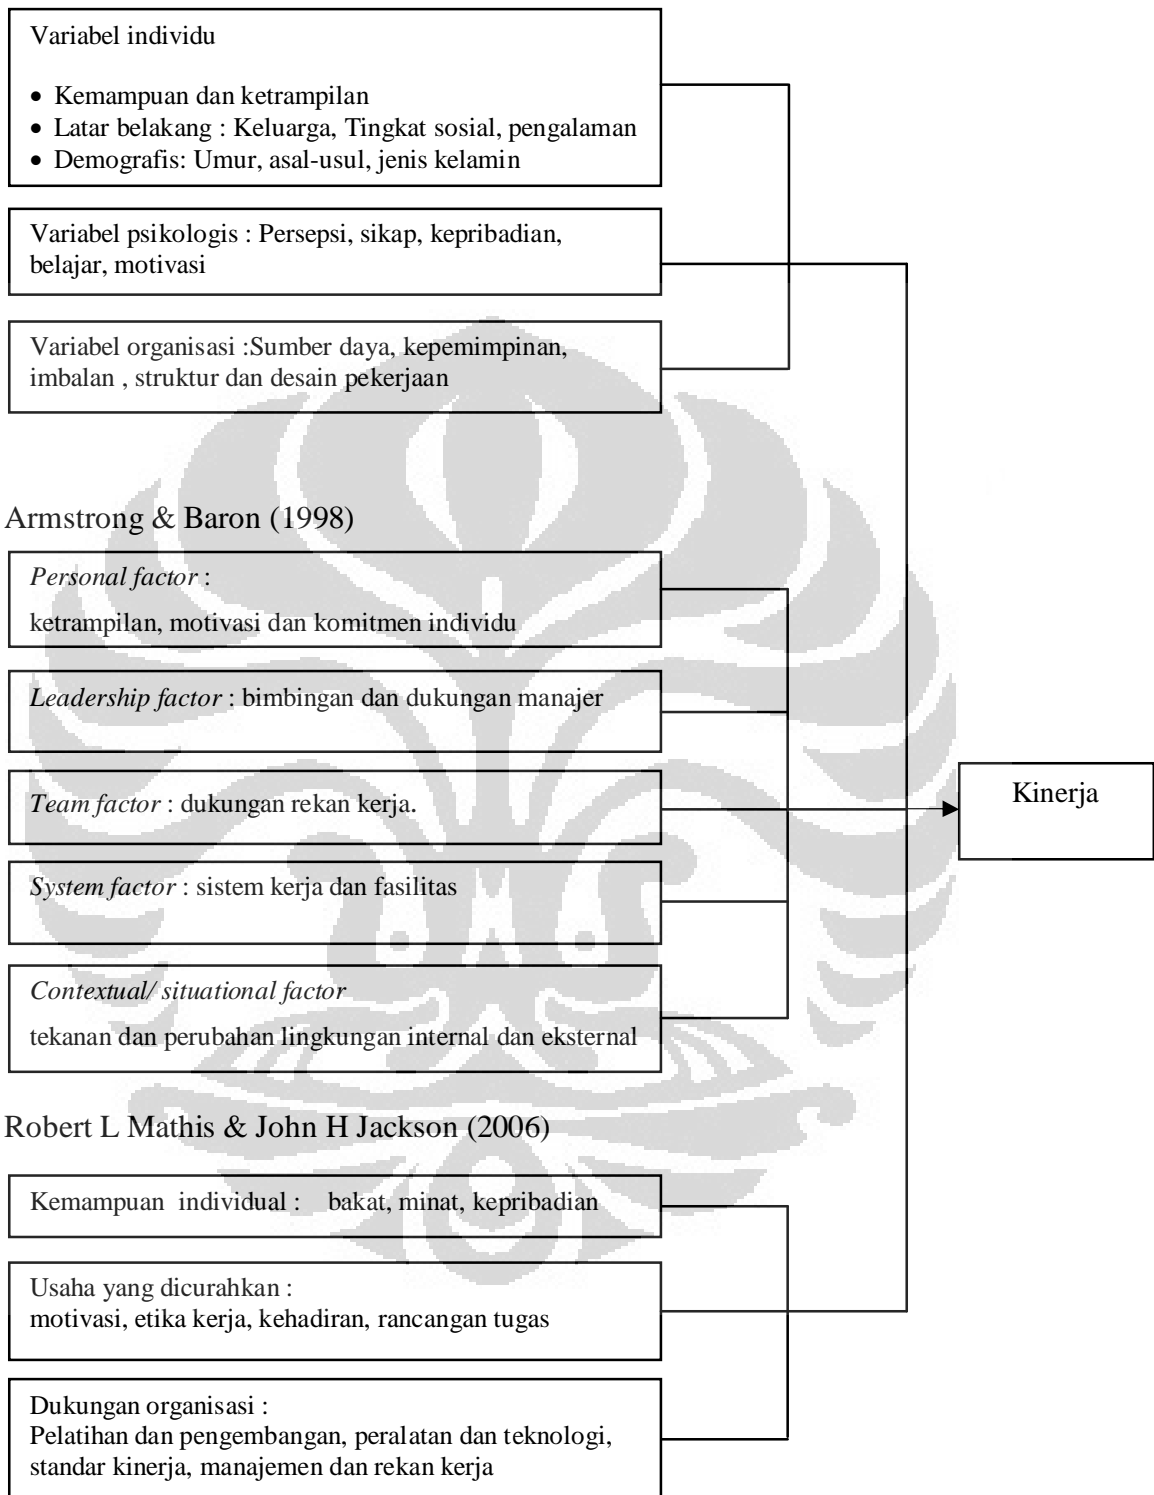 Variabel individu
• Kemampuan dan ketrampilan
• Latar belakang : Keluarga, Tingkat sosial, pengalaman
• Demografis: Umur, asal-usul, jenis kelamin
Variabel psikologis : Persepsi, sikap, kepribadian,
belajar, motivasi
Variabel organisasi :Sumber daya, kepemimpinan,
imbalan , struktur dan desain pekerjaan
Armstrong & Baron (1998)
Personal factor :
ketrampilan, motivasi dan komitmen individu
Leadership factor : bimbingan dan dukungan manajer
Team factor : dukungan rekan kerja.
System factor : sistem kerja dan fasilitas
Contextual/ situational factor
tekanan dan perubahan lingkungan internal dan eksternal
Kinerja
Robert L Mathis & John H Jackson (2006)
Kemampuan individual : bakat, minat, kepribadian
Usaha yang dicurahkan :
motivasi, etika kerja, kehadiran, rancangan tugas
Dukungan organisasi :
Pelatihan dan pengembangan, peralatan dan teknologi,
standar kinerja, manajemen dan rekan kerja